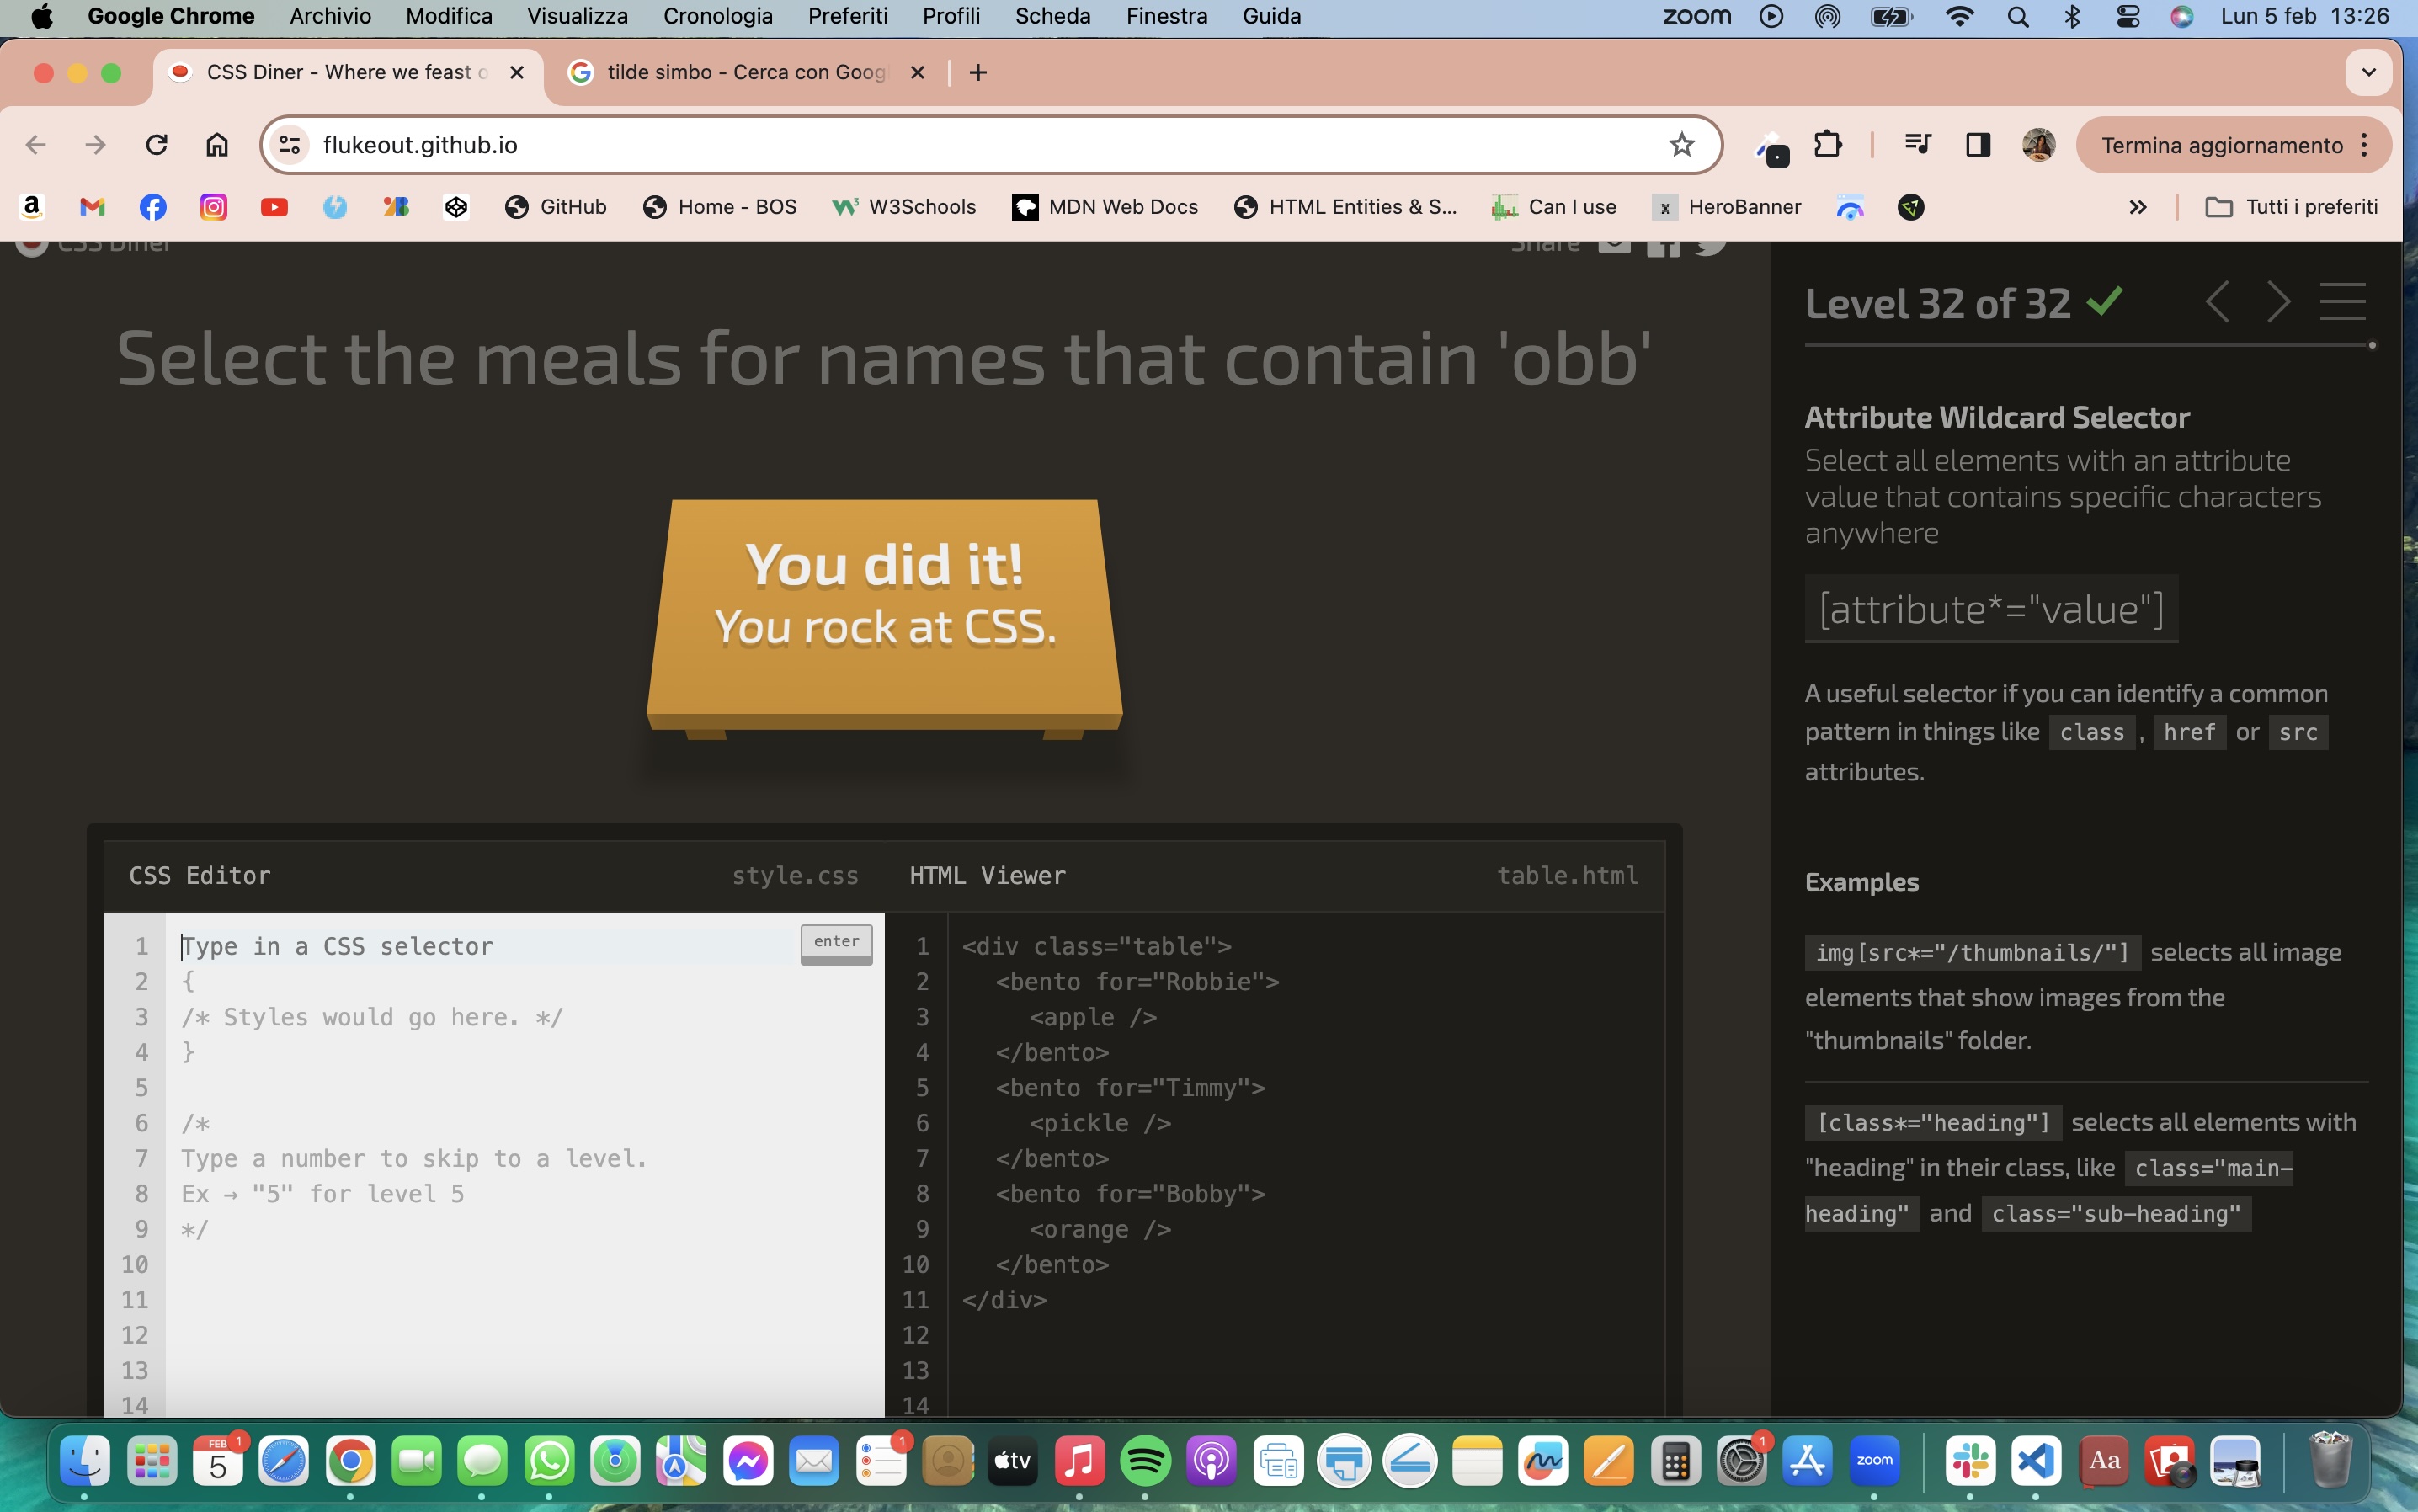 Google Chrome Archivio Modifica Visualizza Cronologia Preferiti Profili Scheda Finestra Guida zoom Lun 5 feb 13:26
CSS Diner - Where we feast o
tilde simbo - Cerca con Goog
flukeout.github.io
Termina aggiornamento
GitHub Home - BOS W3Schools MDN Web Docs HTML Entities & S... Can I use HeroBanner Tutti i preferiti
CSS Diner
Share
Select the meals for names that contain 'obb'
You did it!
You rock at CSS.
CSS Editor style.css
1 Type in a CSS selector
enter
2 {
3 /* Styles would go here. */
4 }
5
6 /*
7 Type a number to skip to a level.
8 Ex → "5" for level 5
9 */
10
11
12
13
14
HTML Viewer table.html
1 <div class="table">
2 <bento for="Robbie">
3 <apple />
4 </bento>
5 <bento for="Timmy">
6 <pickle />
7 </bento>
8 <bento for="Bobby">
9 <orange />
10 </bento>
11 </div>
12
13
14
Level 32 of 32
Attribute Wildcard Selector
Select all elements with an attribute
value that contains specific characters
anywhere
[attribute*="value"]
A useful selector if you can identify a common
pattern in things like class , href or src
attributes.
Examples
img[src*="/thumbnails/"] selects all image
elements that show images from the
"thumbnails" folder.
[class*="heading"] selects all elements with
"heading" in their class, like class="main-
heading" and class="sub-heading"
FEB 1
5
1
tv
1
zoom
Aa